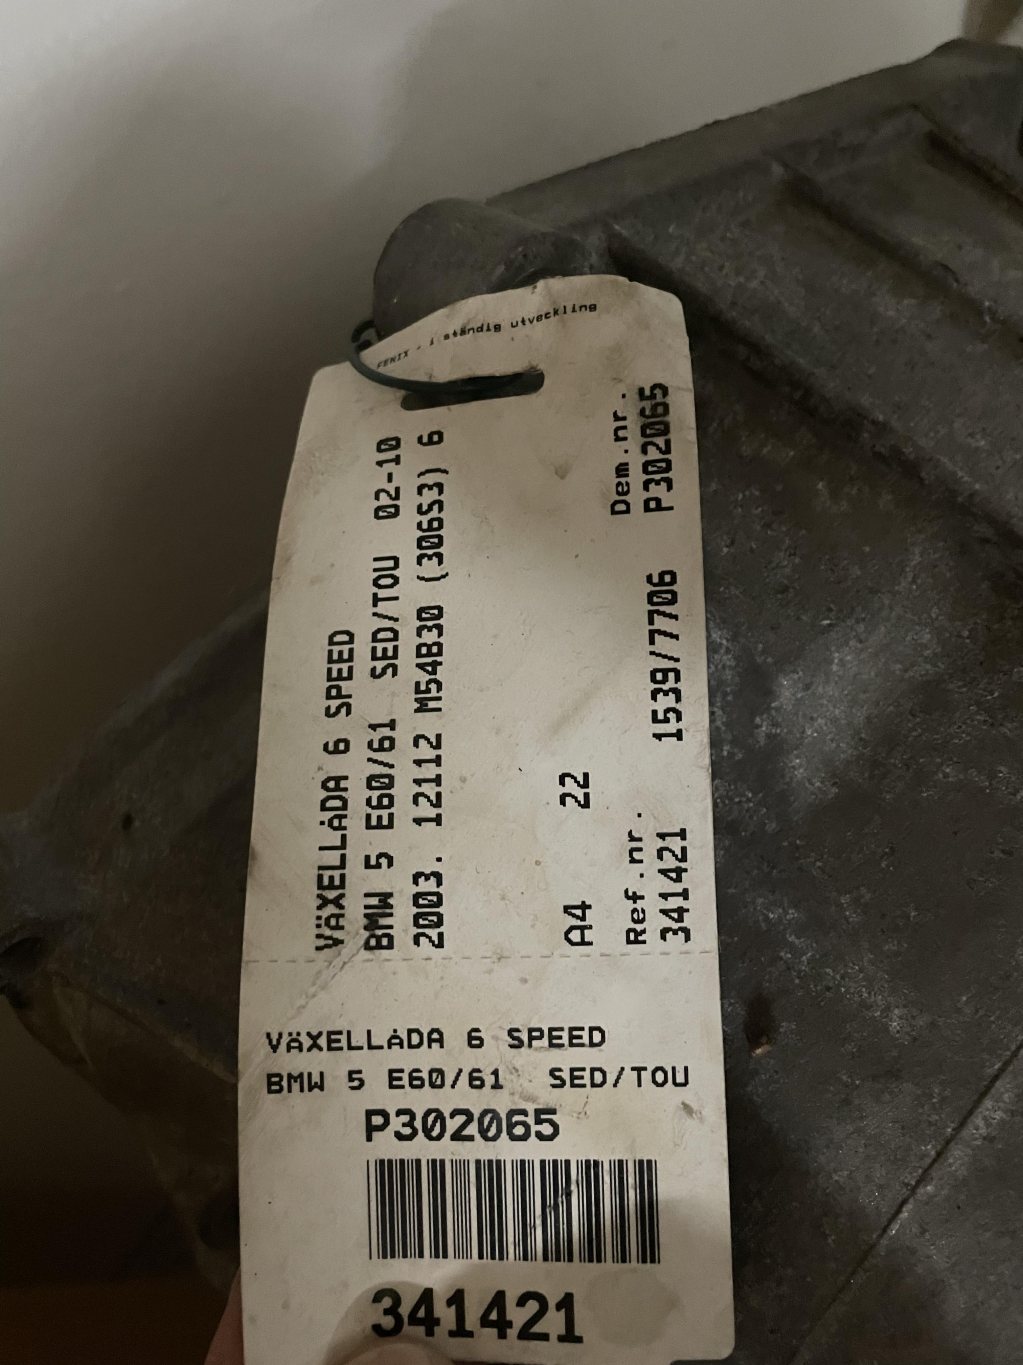 FENIX - i ständig utveckling
VÄXELLÅDA 6 SPEED
BMW 5 E60/61 SED/TOU 02-10
2003. 12112 M54B30 (306S3) 6
A4 22
Ref.nr. Dem.nr.
341421 1539/7706 P302065
VÄXELLÅDA 6 SPEED
BMW 5 E60/61 SED/TOU
P302065
341421